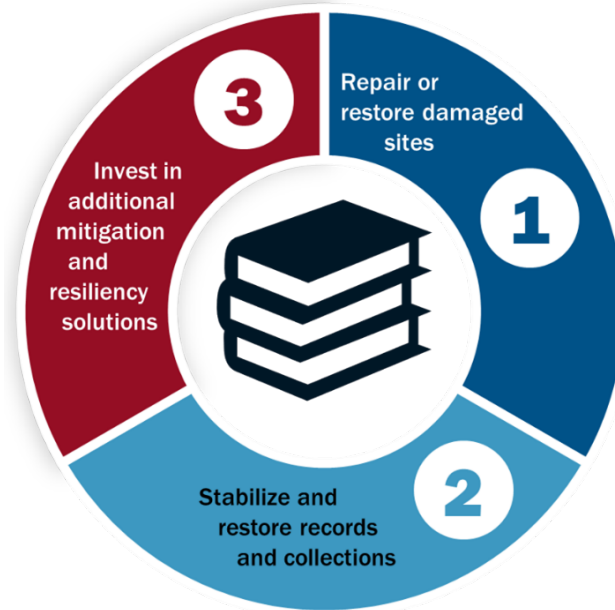 1
Repair or
restore damaged
sites
2
Stabilize and
restore records
and collections
3
Invest in
additional
mitigation
and
resiliency
solutions